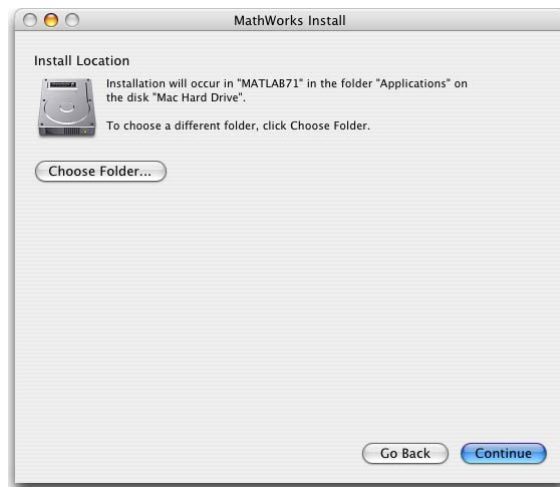 MathWorks Install
Install Location
Installation will occur in "MATLAB71" in the folder "Applications" on
the disk "Mac Hard Drive".
To choose a different folder, click Choose Folder.
Choose Folder...
Go Back
Continue